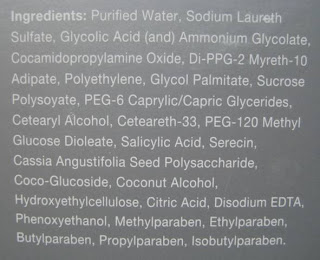 Ingredients: Purified Water, Sodium Laureth
Sulfate, Glycolic Acid (and) Ammonium Glycolate,
Cocamidopropylamine Oxide, Di-PPG-2 Myreth-10
Adipate, Polyethylene, Glycol Palmitate, Sucrose
Polysoyate, PEG-6 Caprylic/Capric Glycerides,
Cetearyl Alcohol, Ceteareth-33, PEG-120 Methyl
Glucose Dioleate, Salicylic Acid, Serecin,
Cassia Angustifolia Seed Polysaccharide,
Coco-Glucoside, Coconut Alcohol,
Hydroxyethylcellulose, Citric Acid, Disodium EDTA,
Phenoxyethanol, Methylparaben, Ethylparaben,
Butylparaben, Propylparaben, Isobutylparaben.